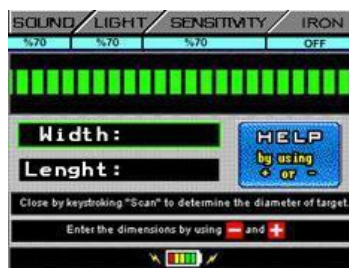 SOUND LIGHT SENSITIVITY IRON
%70 %70 %70 OFF
Width:
Lenght:
HELP
by using
+ or -
Close by keystroking "Scan" to determine the diameter of target.
Enter the dimensions by using - and +